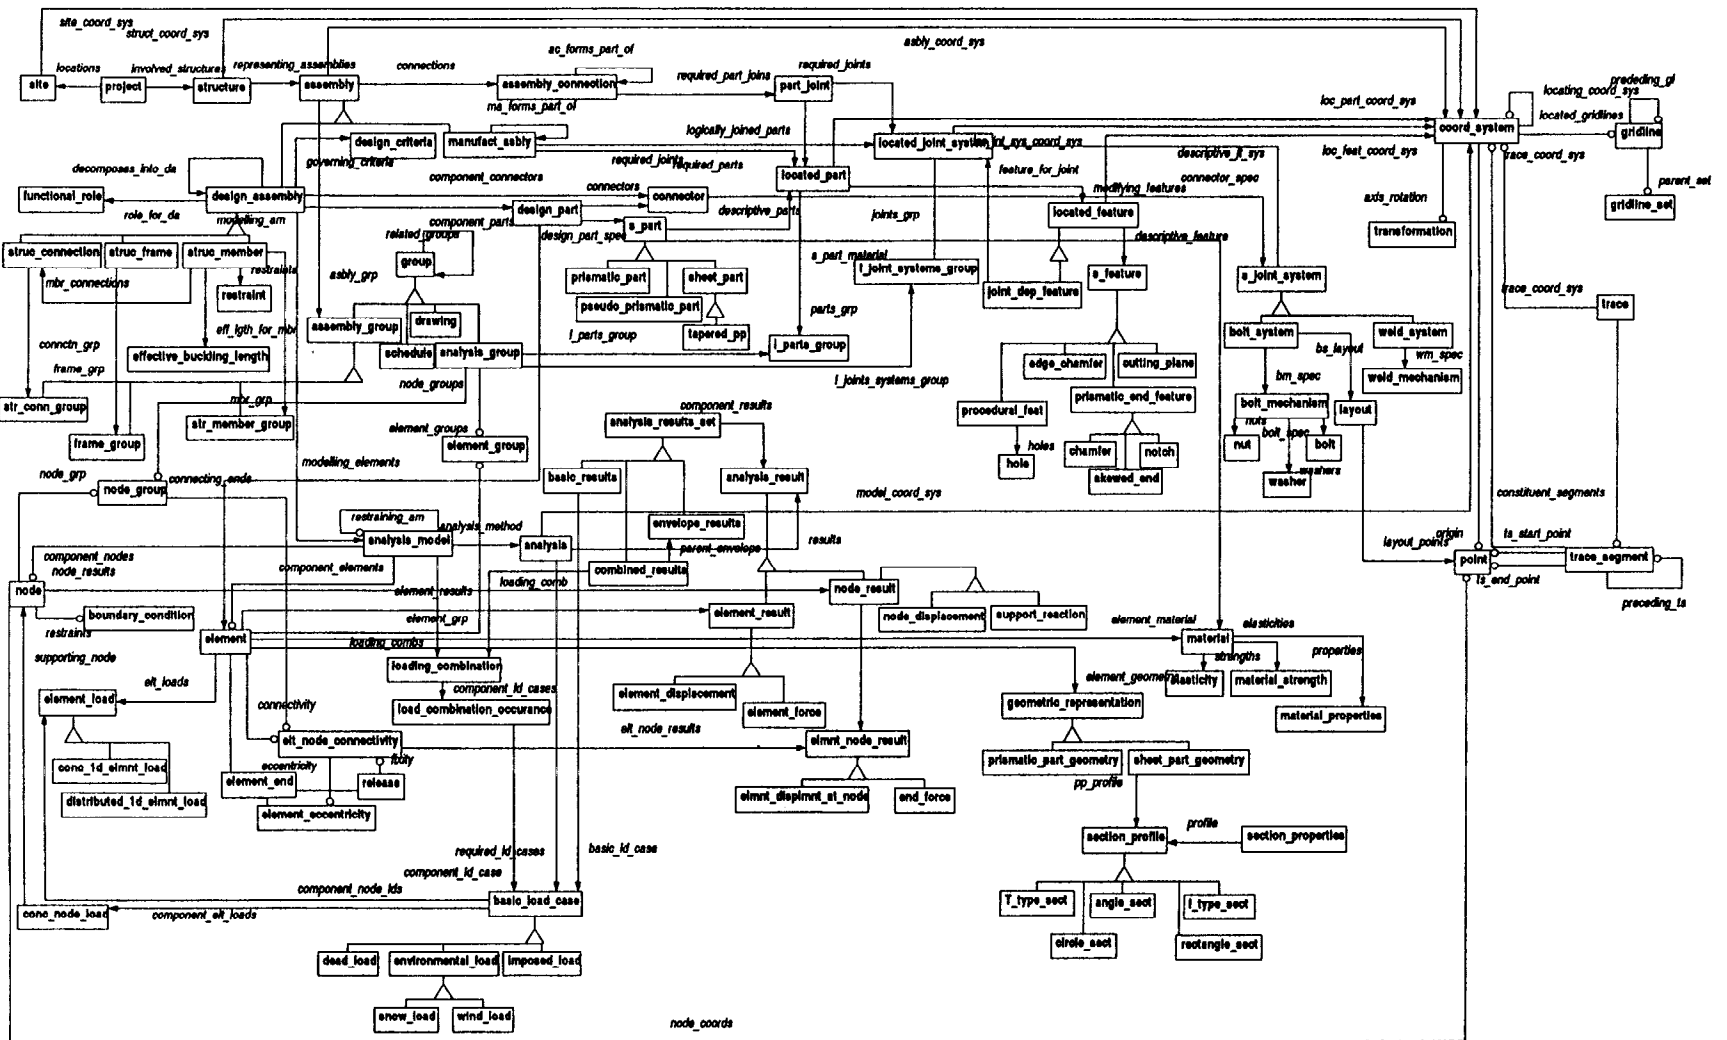 site_coord_sys
struct_coord_sys
asbly_coord_sys
ac_forms_part_of
locations
involved_structures
representing_assemblies
connections
required_part_joins
required_joints
prededing_gl
locating_coord_sys
located_gridlines
site
project
structure
assembly
assembly_connection
part_joint
ma_forms_part_of
loc_part_coord_sys
coord_system
gridline
logically_joined_parts
design_criteria
manufact_asbly
located_joint_system
int_sys_coord_sys
loc_feat_coord_sys
trace_coord_sys
governing_criteria
required_joints
required_parts
descriptive_jt_sys
decomposes_into_da
component_connectors
located_part
feature_for_joint
connector_spec
parent_set
functional_role
design_assembly
connectors
connector
modifying_features
axis_rotation
gridline_set
role_for_da
modelling_am
component_parts
design_part
descriptive_parts
joints_grp
located_feature
transformation
related_groups
design_part_spec
s_part
descriptive_feature
struc_connection
struc_frame
struc_member
group
s_part_material
restraints
asbly_grp
prismatic_part
sheet_part
l_joint_systems_group
s_feature
s_joint_system
mbr_connections
restraint
pseudo_prismatic_part
joint_dep_feature
trace_coord_sys
trace
parts_grp
assembly_group
drawing
eff_lgth_for_mbr
tapered_pp
l_parts_group
bolt_system
weld_system
connctn_grp
effective_buckling_length
schedule
analysis_group
l_parts_group
bs_layout
wm_spec
frame_grp
edge_chamfer
cutting_plane
node_groups
l_joints_systems_group
bm_spec
weld_mechanism
str_conn_group
mbr_grp
component_results
procedural_feat
prismatic_end_feature
bolt_mechanism
layout
str_member_group
analysis_results_set
nuts
frame_group
element_groups
element_group
bolt_spec
nut
bolt
holes
chamfer
notch
modelling_elements
hole
node_grp
connecting_ends
basic_results
analysis_result
skewed_end
washers
washer
node_group
model_coord_sys
constituent_segments
restraining_am
analysis_method
envelope_results
analysis_model
analysis
parent_envelope
results
origin
layout_points
ts_start_point
component_nodes
point
trace_segment
node_results
component_elements
combined_results
ts_end_point
node
loading_comb
element_results
node_result
preceding_ts
boundary_condition
element_grp
element_result
node_displacement
support_reaction
element_material
elasticities
restraints
element
loading_combs
material
supporting_node
strengths
properties
loading_combination
elt_loads
component_ld_cases
element_geometry
elasticity
material_strength
element_load
element_displacement
connectivity
load_combination_occurance
element_force
geometric_representation
material_properties
elt_node_results
elt_node_connectivity
elmnt_node_result
conc_1d_elmnt_load
eccentricity
fixity
prismatic_part_geometry
sheet_part_geometry
element_end
release
pp_profile
distributed_1d_elmnt_load
elmnt_displmnt_at_node
end_force
element_eccentricity
profile
section_profile
section_properties
required_ld_cases
basic_ld_case
component_ld_case
component_node_lds
basic_load_case
T_type_sect
angle_sect
I_type_sect
conc_node_load
component_elt_loads
circle_sect
rectangle_sect
dead_load
environmental_load
imposed_load
snow_load
wind_load
node_coords